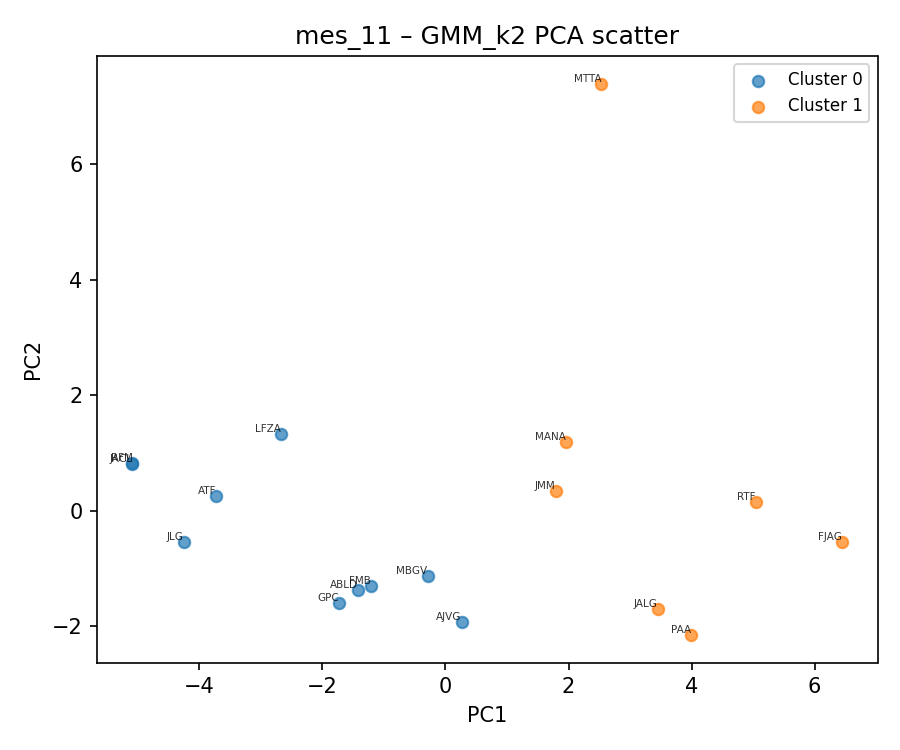 mes_11 – GMM_k2 PCA scatter
MTTA
Cluster 0
Cluster 1
6
4
PC2
2
LFZA
MANA
ATF
JMM
RTF
0
JLG
FJAG
MBGV
FMB
ABLD
GPC
JALG
AJVG
PAA
−2
−4
−2
0
2
4
6
PC1